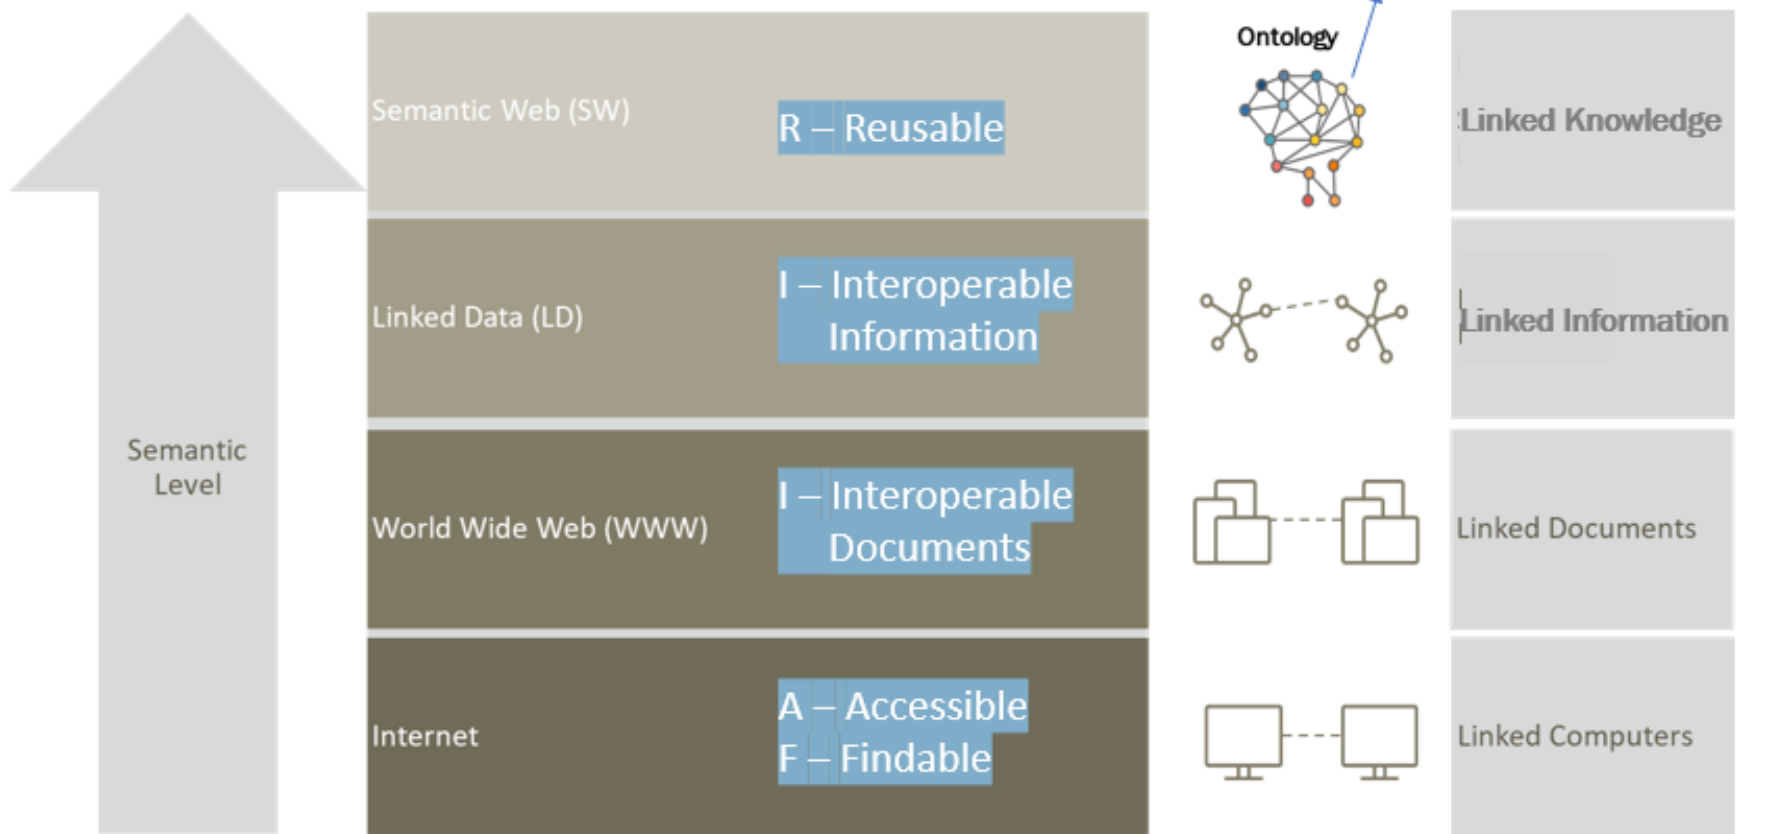 Semantic
Level
Semantic Web (SW)
R – Reusable
Ontology
Linked Knowledge
Linked Data (LD)
I – Interoperable
Information
Linked Information
World Wide Web (WWW)
I – Interoperable
Documents
Linked Documents
Internet
A – Accessible
F – Findable
Linked Computers